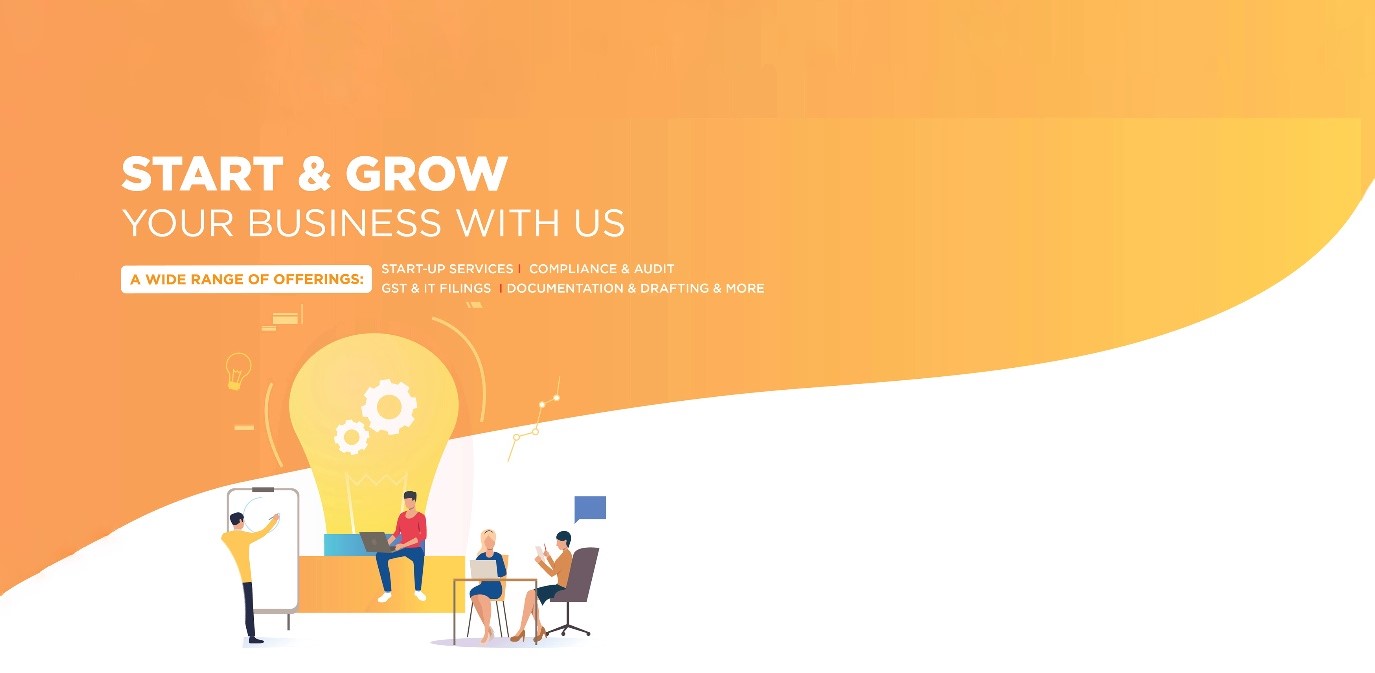 START & GROW
YOUR BUSINESS WITH US
A WIDE RANGE OF OFFERINGS:
START-UP SERVICES | COMPLIANCE & AUDIT
GST & IT FILINGS | DOCUMENTATION & DRAFTING & MORE